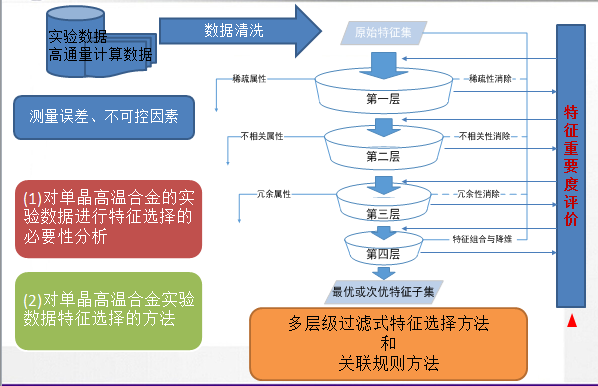 实验数据
高通量计算数据
数据清洗
原始特征集
稀疏属性
稀疏性消除
第一层
测量误差、不可控因素
不相关属性
不相关性消除
第二层
(1)对单晶高温合金的实
验数据进行特征选择的
必要性分析
冗余属性
冗余性消除
第三层
特征组合与降维
第四层
最优或次优特征子集
特征重要度评价
(2)对单晶高温合金实验
数据特征选择的方法
多层级过滤式特征选择方法
和
关联规则方法